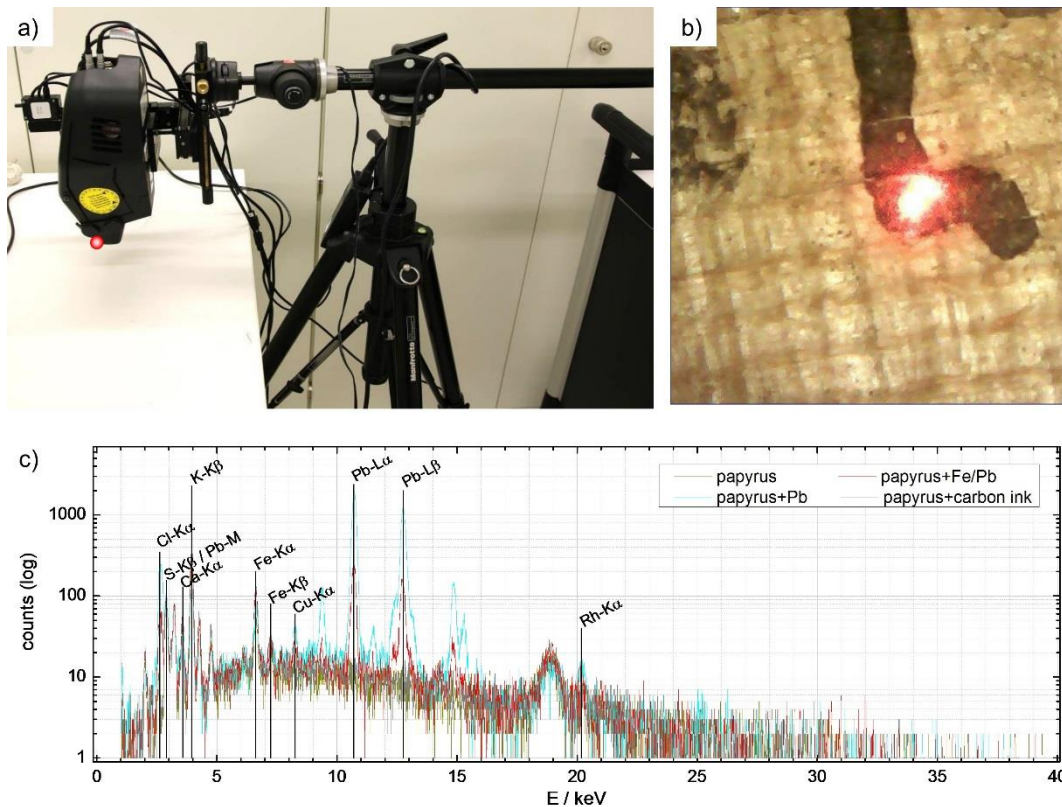 a)
b)
Manfrotto
c)
counts (log)
1000
100
10
1
Cl-Kα
S-Kβ / Pb-M
Ca-Kα
K-Kβ
Fe-Kα
Fe-Kβ
Cu-Kα
Pb-Lα
Pb-Lβ
Rh-Kα
papyrus
papyrus+Fe/Pb
papyrus+Pb
papyrus+carbon ink
0 5 10 15 20 25 30 35 40
E / keV